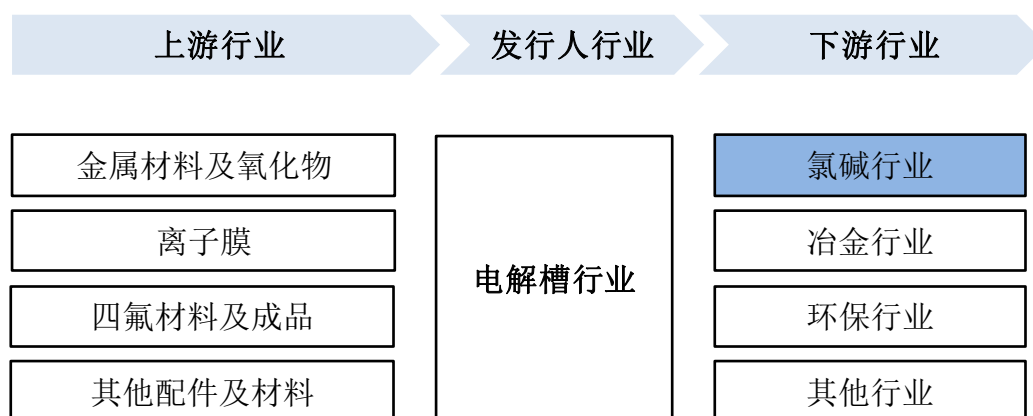 上游行业
发行人行业
下游行业
金属材料及氧化物
离子膜
四氟材料及成品
其他配件及材料
电解槽行业
氯碱行业
冶金行业
环保行业
其他行业